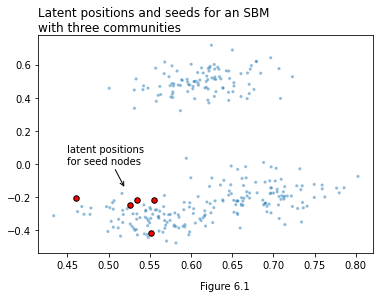 Latent positions and seeds for an SBM
with three communities
0.6
0.4
0.2
0.0
−0.2
−0.4
latent positions
for seed nodes
0.45 0.50 0.55 0.60 0.65 0.70 0.75 0.80
Figure 6.1